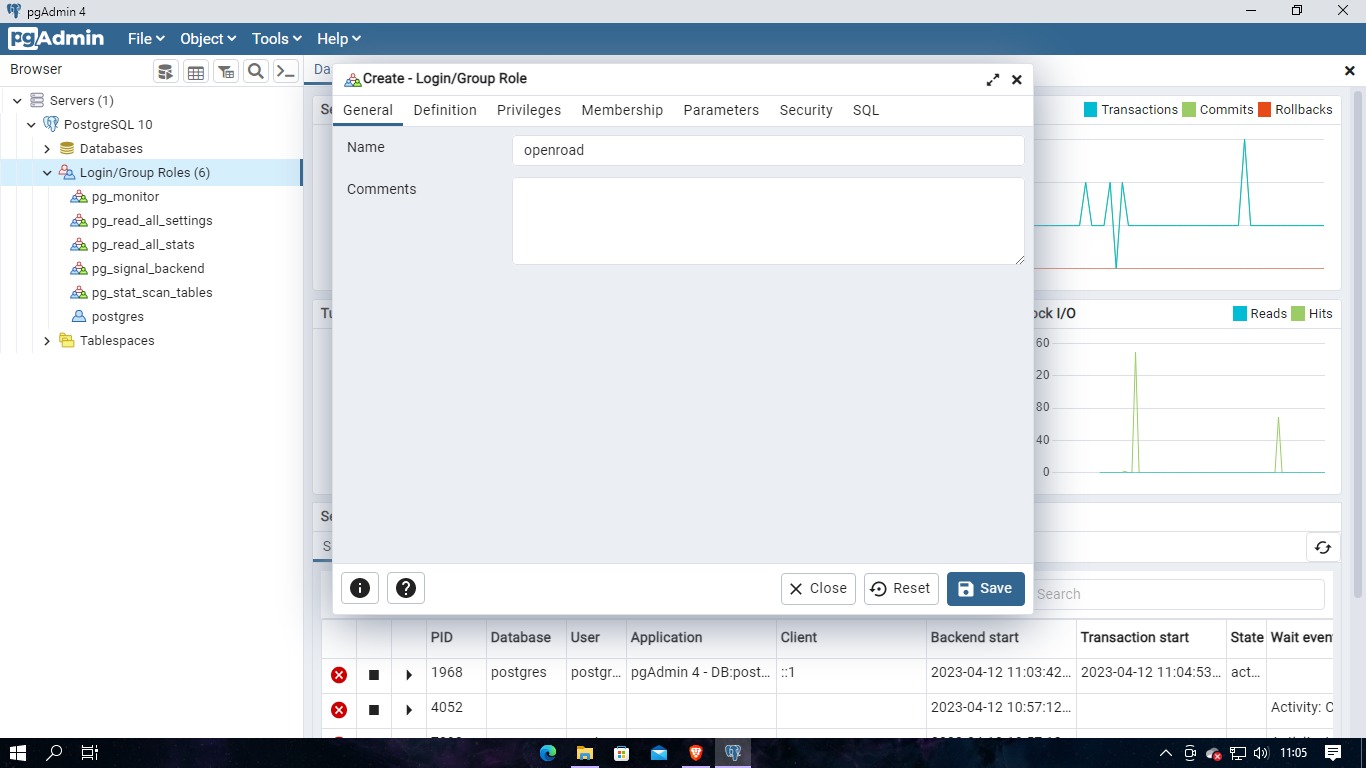 pgAdmin 4
pgAdmin File Object Tools Help
Browser
Da
Servers (1)
PostgreSQL 10
Databases
Login/Group Roles (6)
pg_monitor
pg_read_all_settings
pg_read_all_stats
pg_signal_backend
pg_stat_scan_tables
postgres
Tablespaces
Create - Login/Group Role
General Definition Privileges Membership Parameters Security SQL
Name openroad
Comments
Close Reset Save
Se
Transactions Commits Rollbacks
Tu
ock I/O Reads Hits
60
20
80
40
0
Se
S
Search
PID Database User Application Client Backend start Transaction start State Wait even
1968 postgres postgr... pgAdmin 4 - DB:post... ::1 2023-04-12 11:03:42... 2023-04-12 11:04:53... act...
4052 2023-04-12 10:57:12... Activity: C
11:05